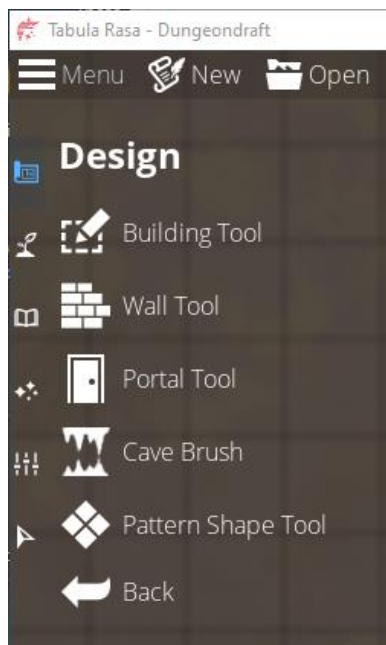 Tabula Rasa - Dungeondraft
Menu New Open
Design
Building Tool
Wall Tool
Portal Tool
Cave Brush
Pattern Shape Tool
Back